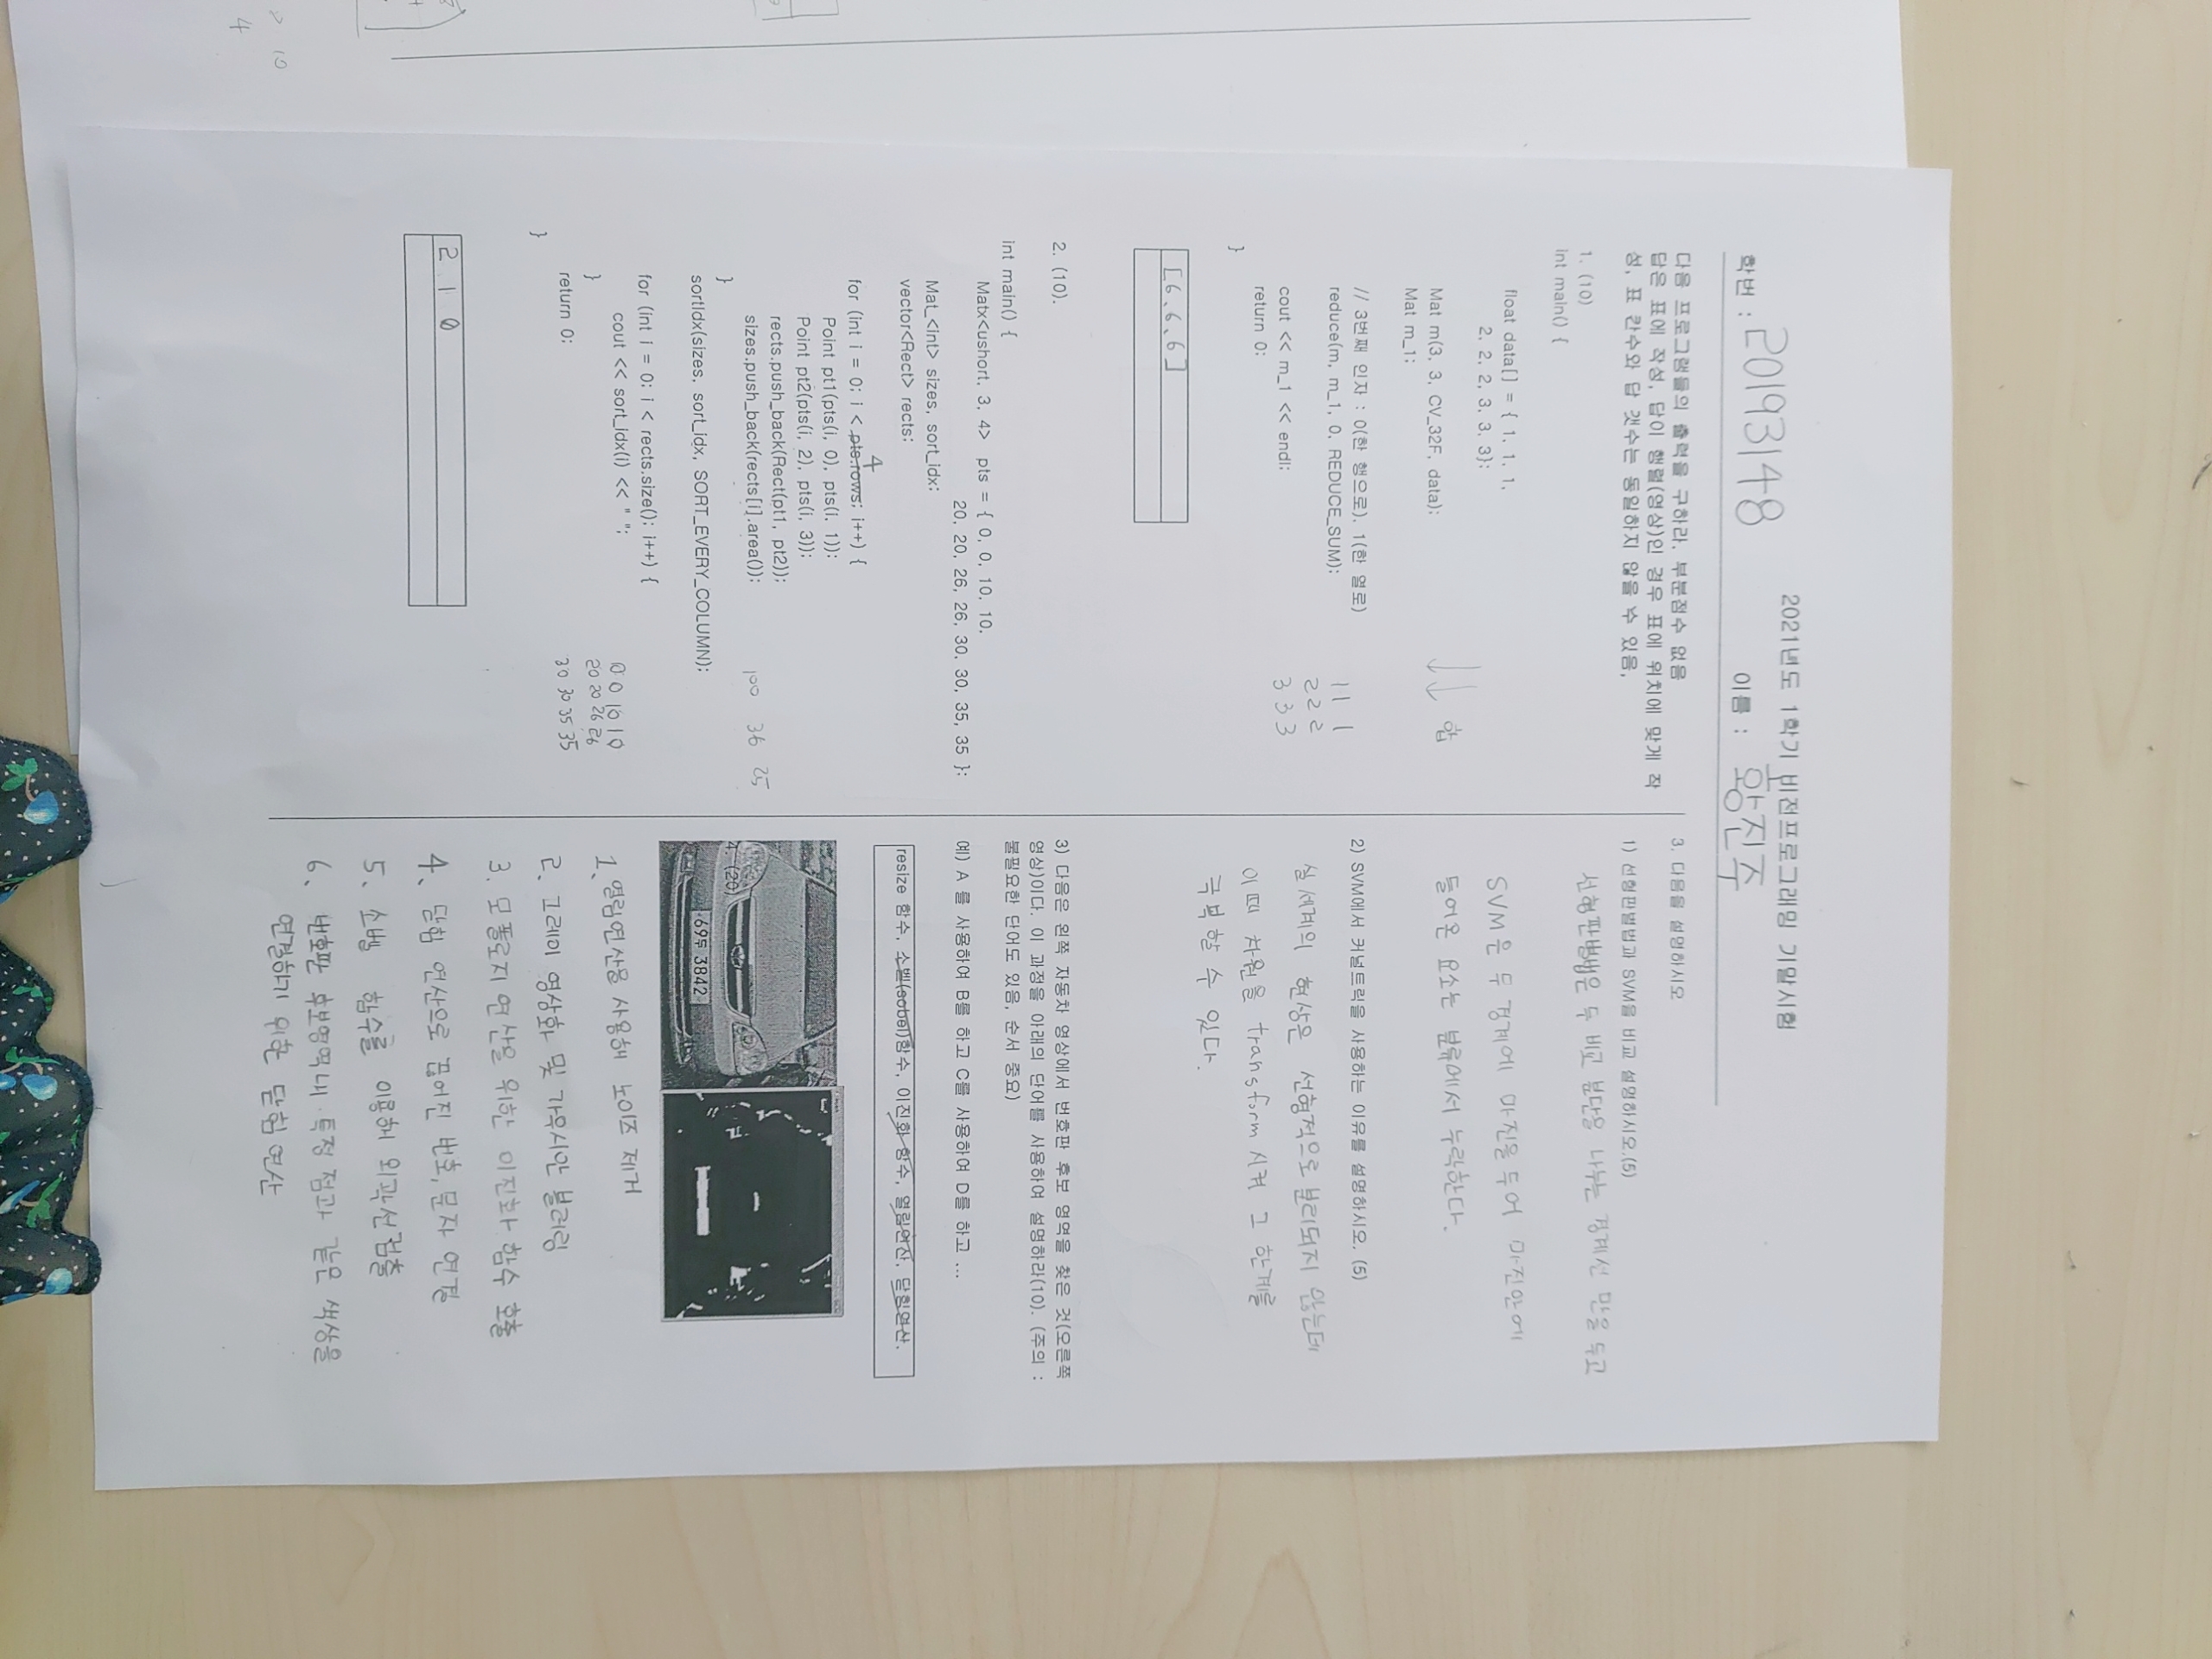 2021년도 1학기 비전프로그래밍 기말시험
학번 : 20193148
이름 : 황진주
다음 프로그램들의 출력을 구하라. 부분점수 없음
답은 표에 작성, 답이 행렬(영상)인 경우 표에 위치에 맞게 작
성, 표 칸수와 답 갯수는 동일하지 않을 수 있음,
1. (10)
int main() {
float data[] = { 1, 1, 1,
2, 2, 2, 3, 3, 3};
Mat m(3, 3, CV_32F, data);
Mat m_1;
합
// 3번째 인자 : 0(한 행으로), 1(한 열로)
reduce(m, m_1, 0, REDUCE_SUM);
cout << m_1 << endl;
return 0;
}
1 1 1
2 2 2
3 3 3
[6, 6, 6]
2. (10).
int main() {
Matx<ushort, 3, 4> pts = { 0, 0, 10, 10,
20, 20, 26, 26, 30, 30, 35, 35 };
Mat_<int> sizes, sort_idx;
vector<Rect> rects;
4
for (int i = 0; i < pts.rows; i++) {
Point pt1(pts(i, 0), pts(i, 1));
Point pt2(pts(i, 2), pts(i, 3));
rects.push_back(Rect(pt1, pt2));
sizes.push_back(rects[i].area());
100 36 25
}
sortIdx(sizes, sort_idx, SORT_EVERY_COLUMN);
for (int i = 0; i < rects.size(); i++) {
cout << sort_idx(i) << " ";
}
return 0;
}
0 0 10 10
20 20 26 26
30 30 35 35
2 1 0
3. 다음을 설명하시오
1) 선형판별법과 SVM을 비교 설명하시오.(5)
선형판별법은 두 비교 분단을 나누는 경계선 만을 두고
SVM은 두 경계에 마진을 두어 마진안에
들어온 요소는 분류에서 누락한다.
2) SVM에서 커널트릭을 사용하는 이유를 설명하시오. (5)
실세계의 현상은 선형적으로 분리되지 않는데
이때 차원을 transform 시켜 그 한계를
극복할 수 있다.
3) 다음은 왼쪽 자동차 영상에서 번호판 후보 영역을 찾은 것(오른쪽
영상)이다. 이 과정을 아래의 단어를 사용하여 설명하라(10). (주의 :
불필요한 단어도 있음, 순서 중요)
예) A 를 사용하여 B를 하고 C를 사용하여 D를 하고 ...
resize 함수, 소벨(sobel)함수, 이진화 함수, 열림연산, 닫힘연산.
4. (20)
69두 3842
1. 열림연산을 사용해 노이즈 제거
2. 그레이 영상화 및 가우시안 블러링
3. 모폴로지 연산을 위한 이진화 함수 호출
4. 닫힘 연산으로 끊어진 번호, 문자 연결
5. 소벨 함수를 이용해 외곽선검출
6. 번호판 후보영역내 특정 점과 같은 색상을
연결하기 위한 닫힘 연산
10
4